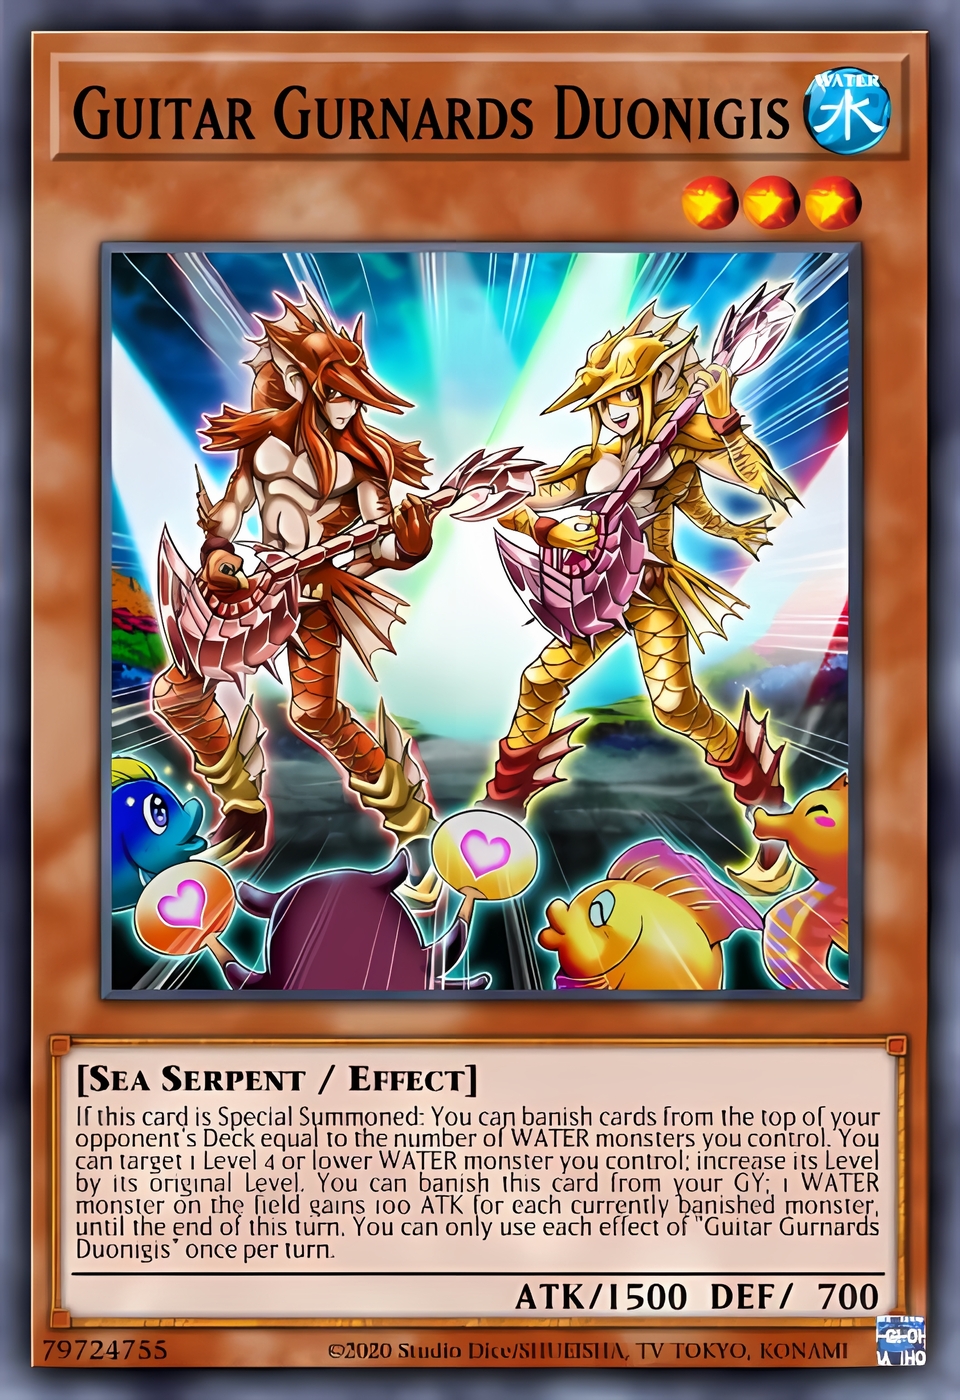 Guitar Gurnards Duonigis
WATER
水
[Sea Serpent / Effect]
If this card is Special Summoned: You can banish cards from the top of your
opponent's Deck equal to the number of WATER monsters you control. You
can target 1 Level 4 or lower WATER monster you control; increase its Level
by its original Level. You can banish this card from your GY; 1 WATER
monster on the field gains 100 ATK for each currently banished monster,
until the end of this turn. You can only use each effect of "Guitar Gurnards
Duonigis" once per turn.
ATK/1500 DEF/ 700
79724755 ©2020 Studio Dice/SHUEISHA, TV TOKYO, KONAMI